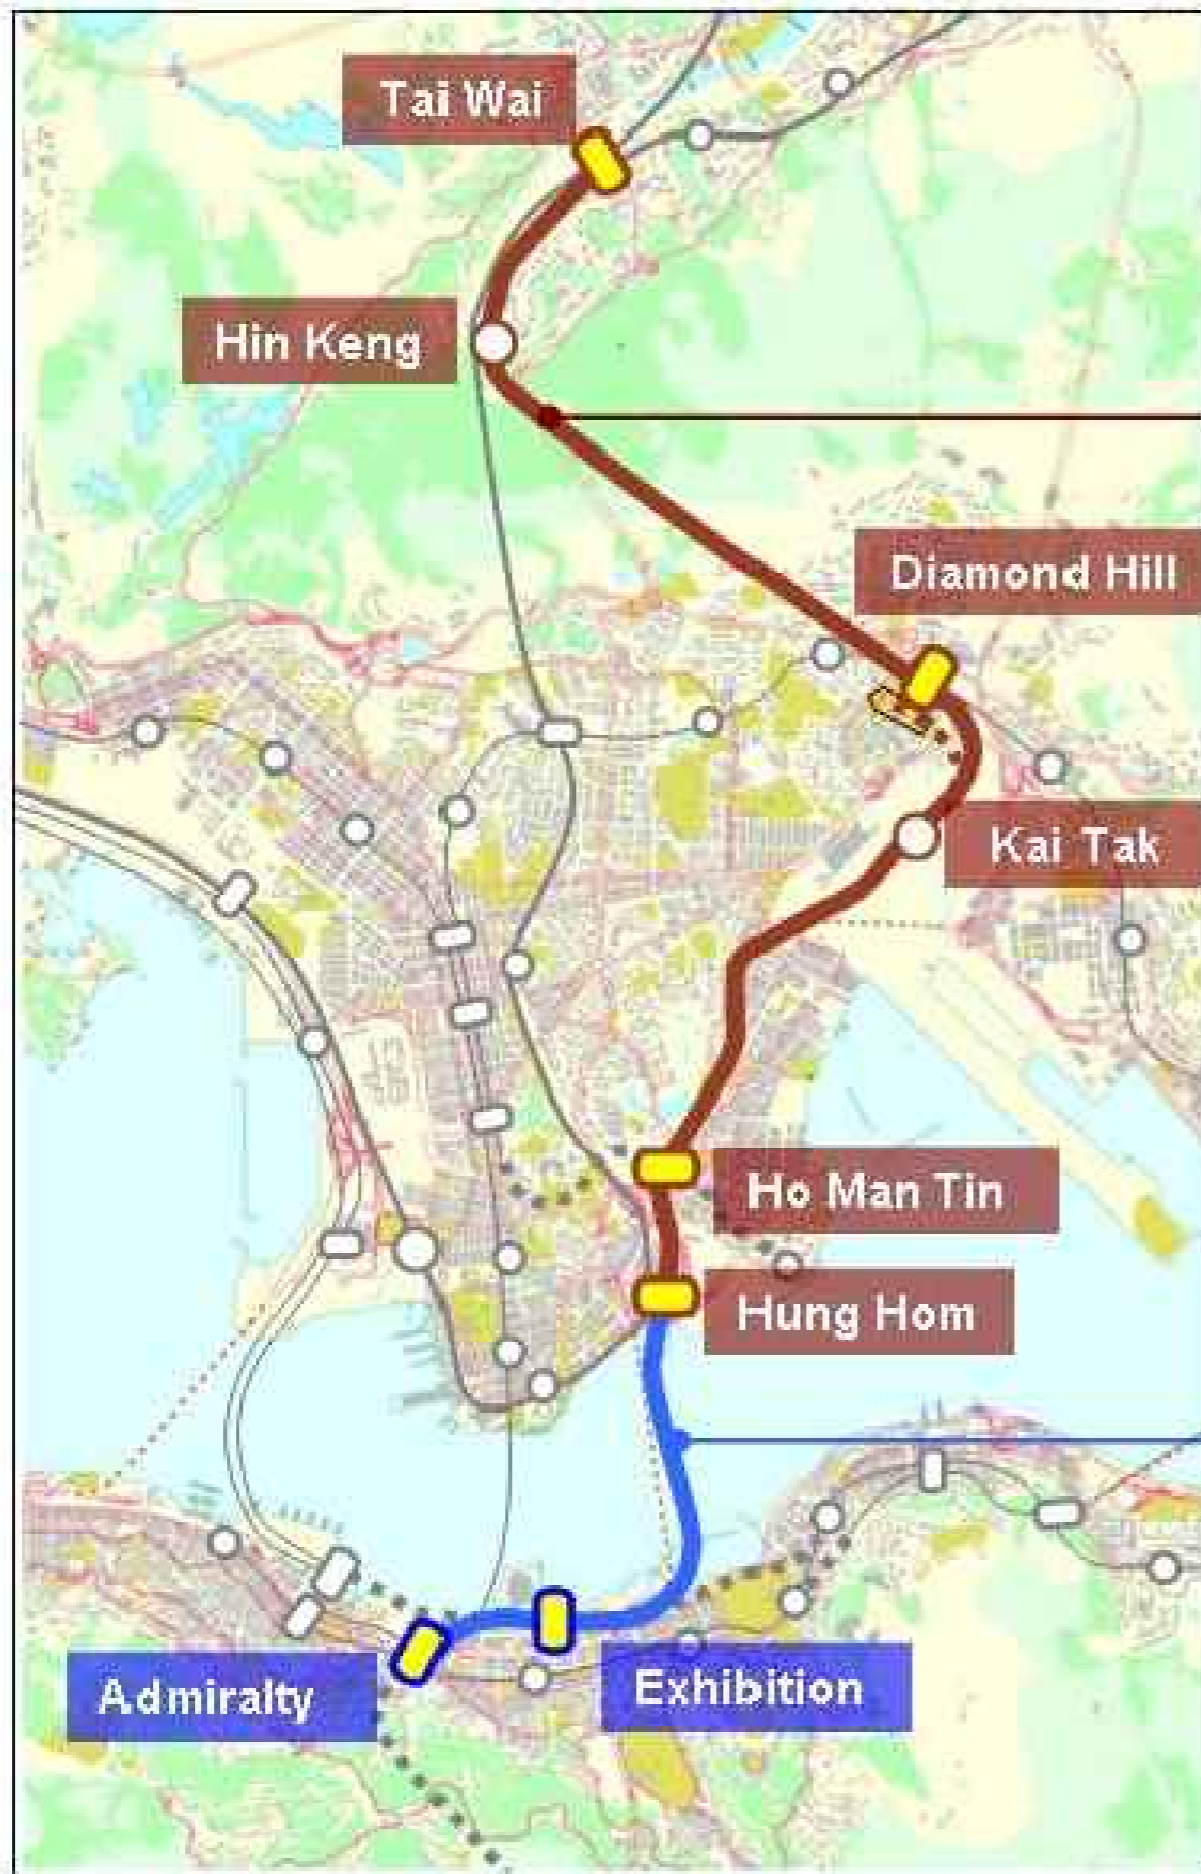 Tai Wai
Hin Keng
Diamond Hill
Kai Tak
Ho Man Tin
Hung Hom
Exhibition
Admiralty